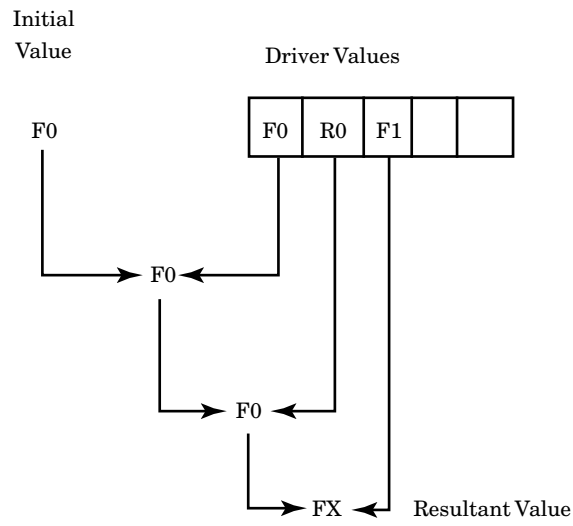 Initial
Value
Driver Values
F0
F0 R0 F1
F0
F0
FX
Resultant Value